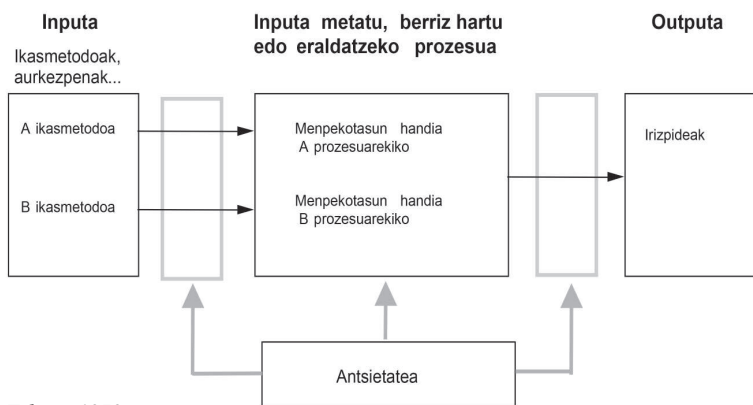 Inputa
Inputa metatu, berriz hartu
edo eraldatzeko prozesua
Outputa
Ikasmetodoak,
aurkezpenak...
A ikasmetodoa
Menpekotasun handia
A prozesuarekiko
Irizpideak
B ikasmetodoa
Menpekotasun handia
B prozesuarekiko
Antsietatea